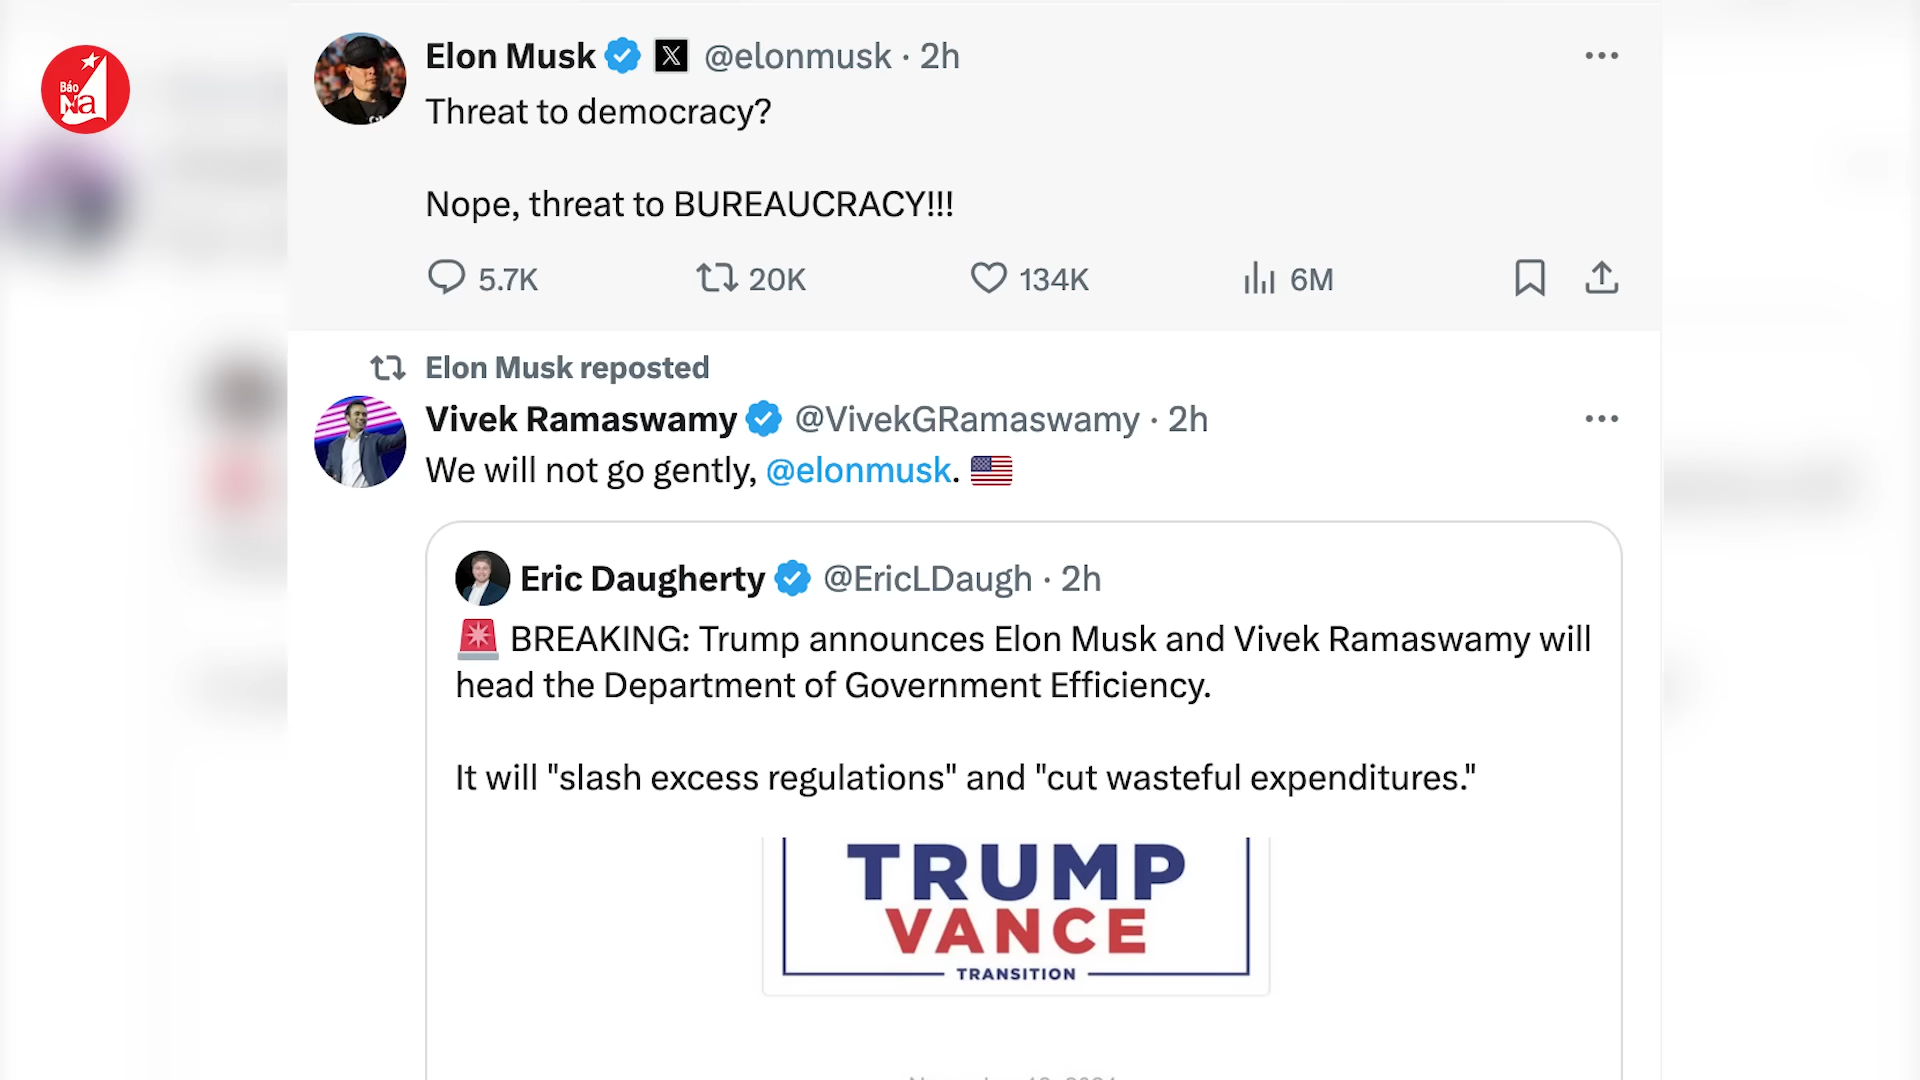 Báo
Na
Elon Musk X @elonmusk · 2h
Threat to democracy?
Nope, threat to BUREAUCRACY!!!
5.7K 20K 134K 6M
Elon Musk reposted
Vivek Ramaswamy @VivekGRamaswamy · 2h
We will not go gently, @elonmusk. 🇺🇸
Eric Daugherty @EricLDaugh · 2h
🚨 BREAKING: Trump announces Elon Musk and Vivek Ramaswamy will
head the Department of Government Efficiency.
It will "slash excess regulations" and "cut wasteful expenditures."
TRUMP
VANCE
TRANSITION